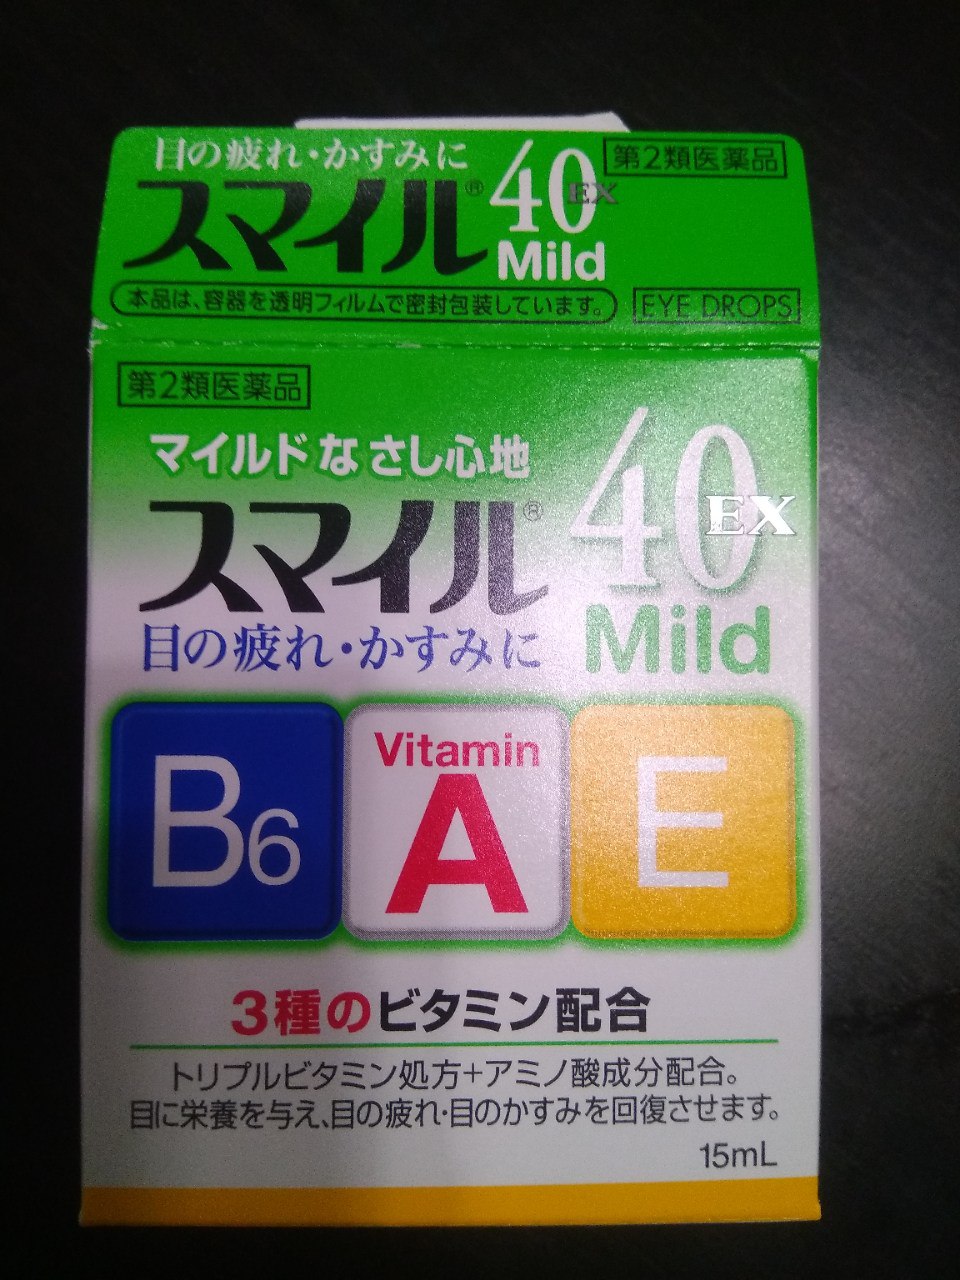 目の疲れ・かすみに
スマイル® 40 EX
Mild
第2類医薬品
本品は、容器を透明フィルムで密封包装しています。
EYE DROPS
第2類医薬品
マイルドなさし心地
スマイル® 40 EX
Mild
目の疲れ・かすみに
B6
Vitamin
A
E
3種のビタミン配合
トリプルビタミン処方+アミノ酸成分配合。
目に栄養を与え、目の疲れ・目のかすみを回復させます。
15mL